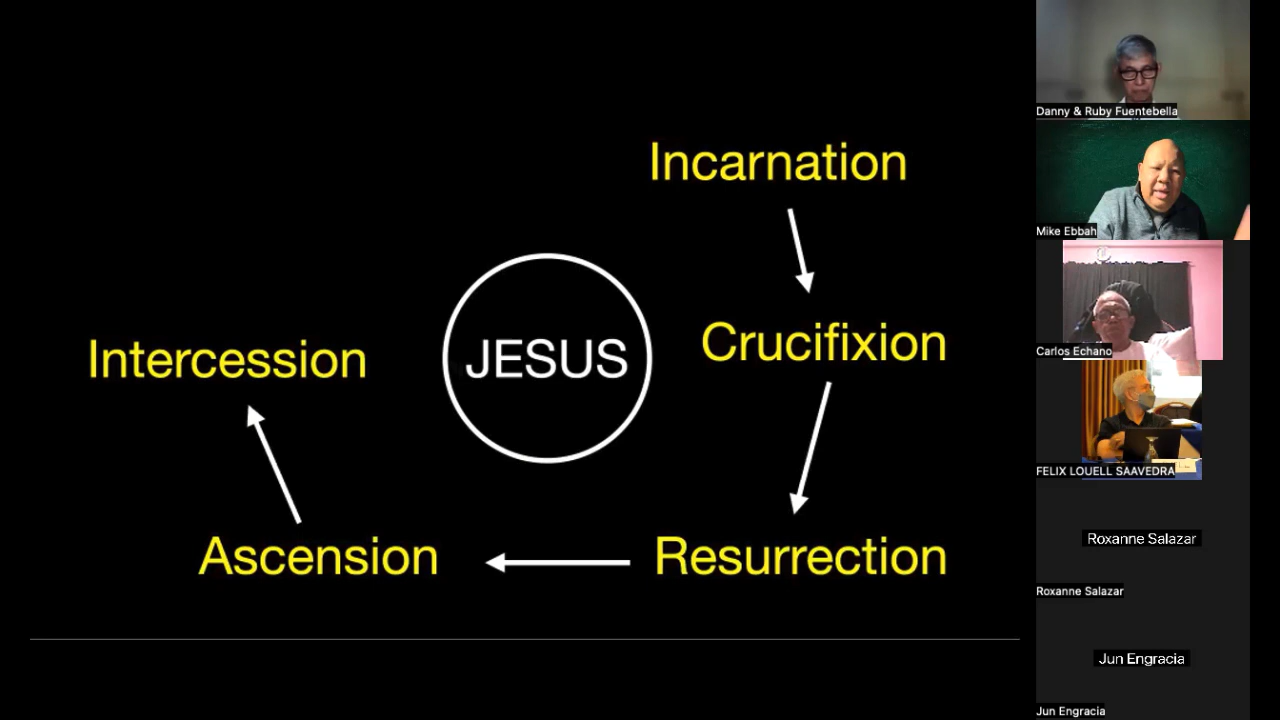 Incarnation
JESUS
Crucifixion
Intercession
Ascension
Resurrection
Danny & Ruby Fuentebella
Mike Ebbah
Carlos Echano
FELIX LOUELL SAAVEDRA
Roxanne Salazar
Roxanne Salazar
Jun Engracia
Jun Engracia